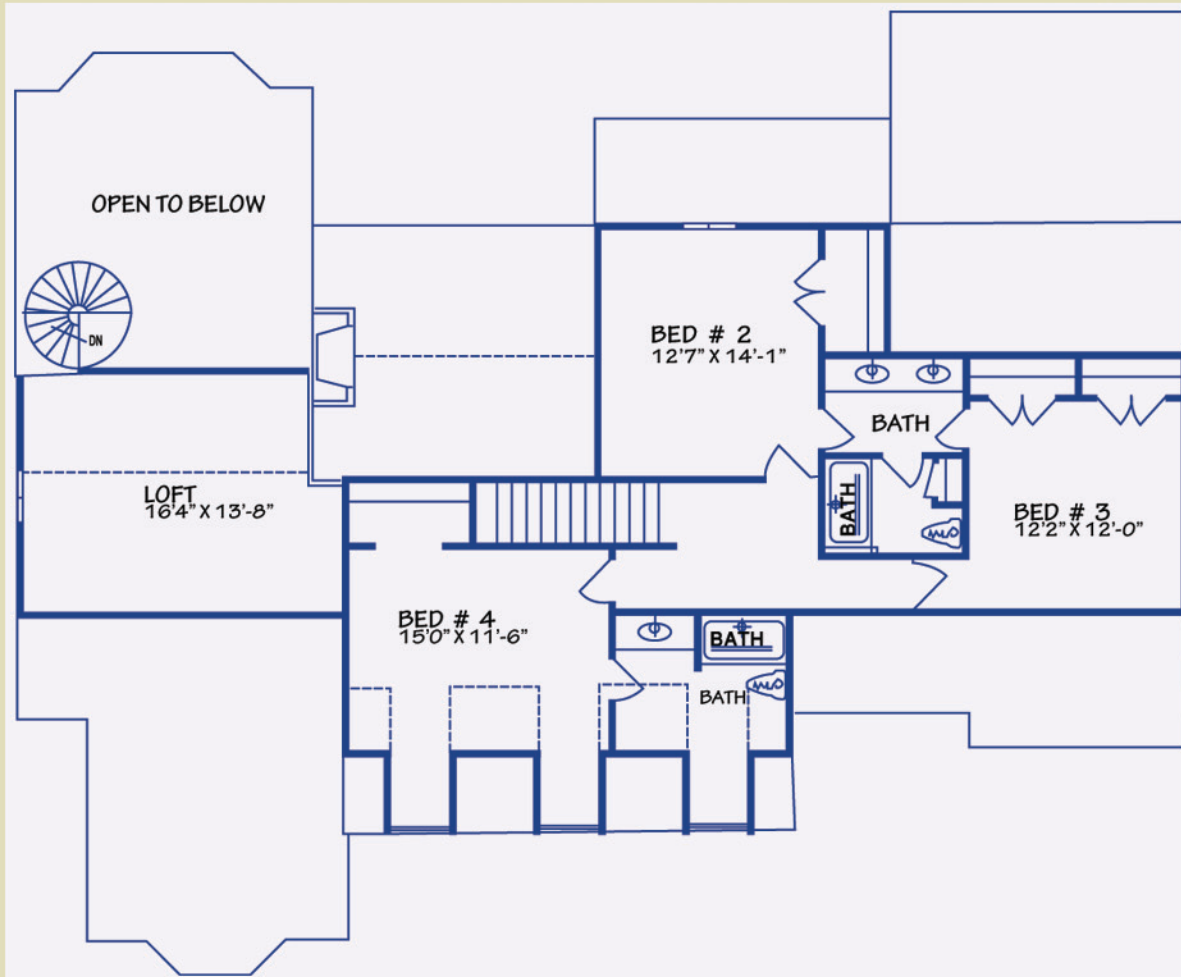 OPEN TO BELOW
DN
BED # 2
12'7" X 14'-1"
BATH
LOFT
16'4" X 13'-8"
BATH
BED # 3
12'2" X 12'-0"
BED # 4
15'0" X 11'-6"
BATH
BATH